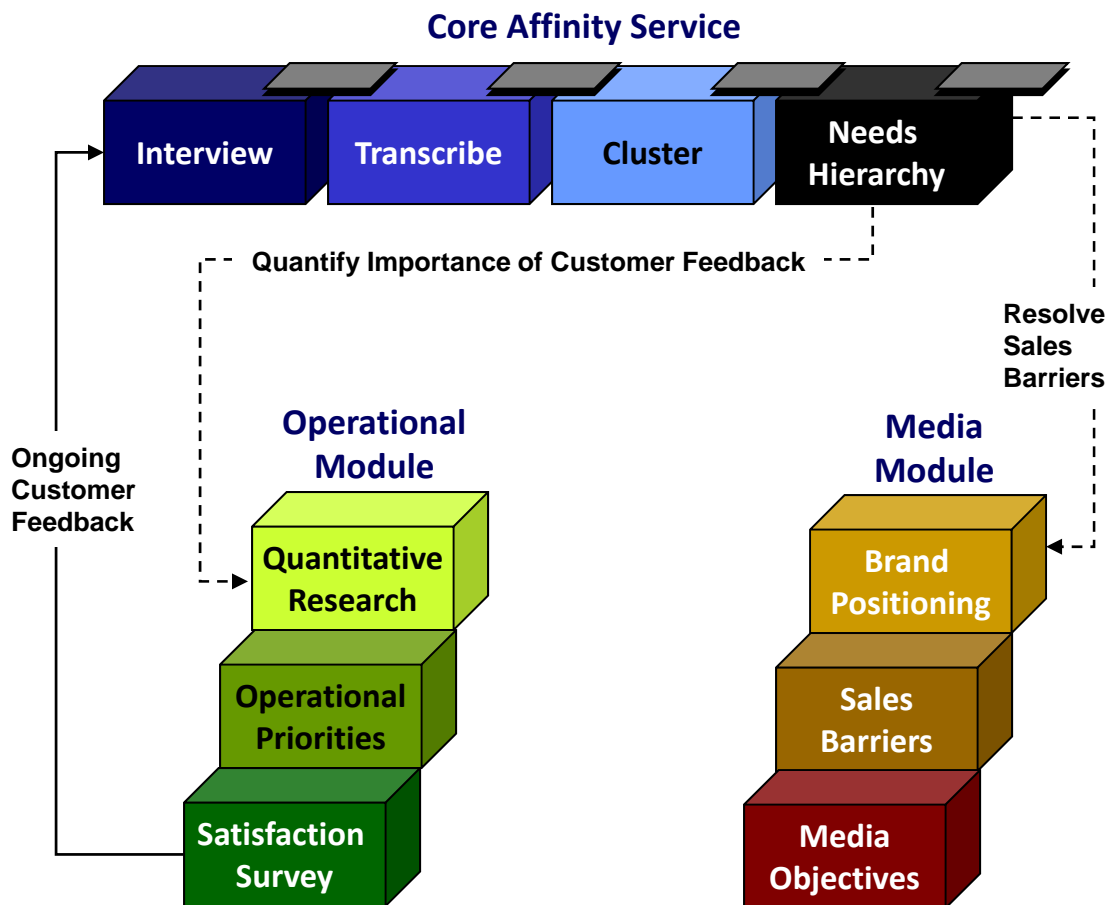 Core Affinity Service
Interview
Transcribe
Cluster
Needs
Hierarchy
Quantify Importance of Customer Feedback
Resolve
Sales
Barriers
Ongoing
Customer
Feedback
Operational
Module
Quantitative
Research
Operational
Priorities
Satisfaction
Survey
Media
Module
Brand
Positioning
Sales
Barriers
Media
Objectives